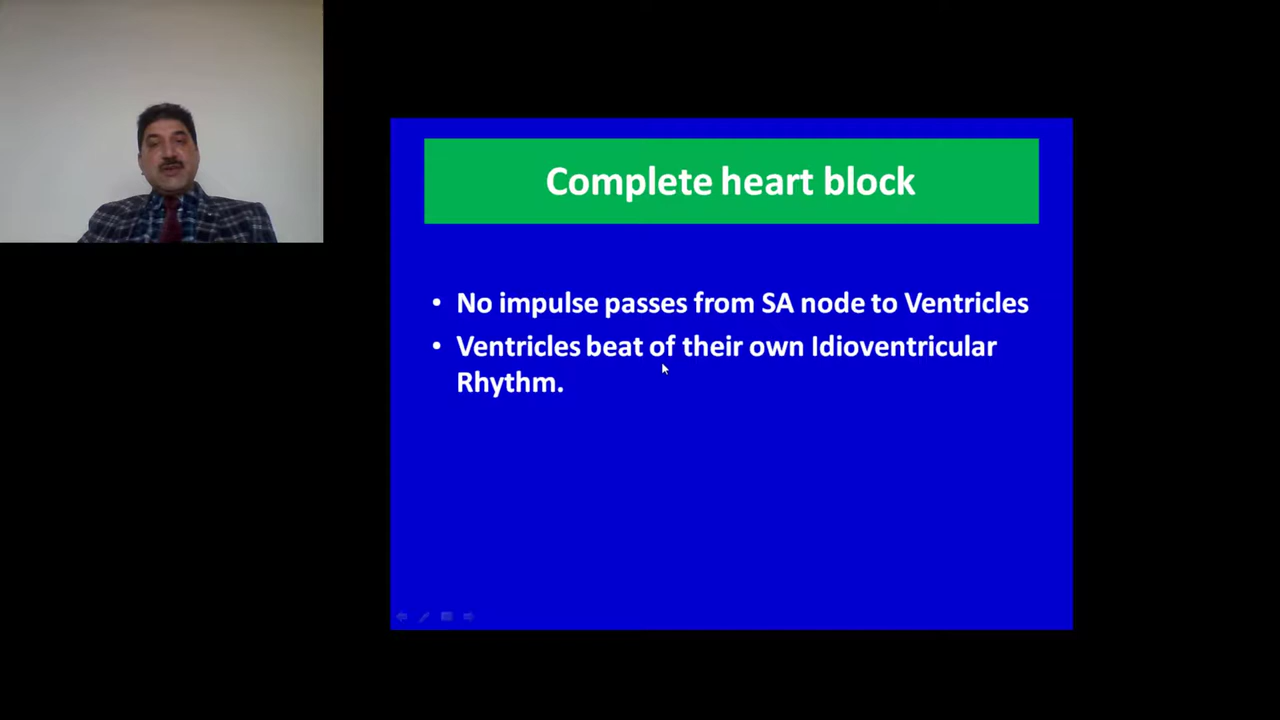 Complete heart block
• No impulse passes from SA node to Ventricles
• Ventricles beat of their own Idioventricular
Rhythm.